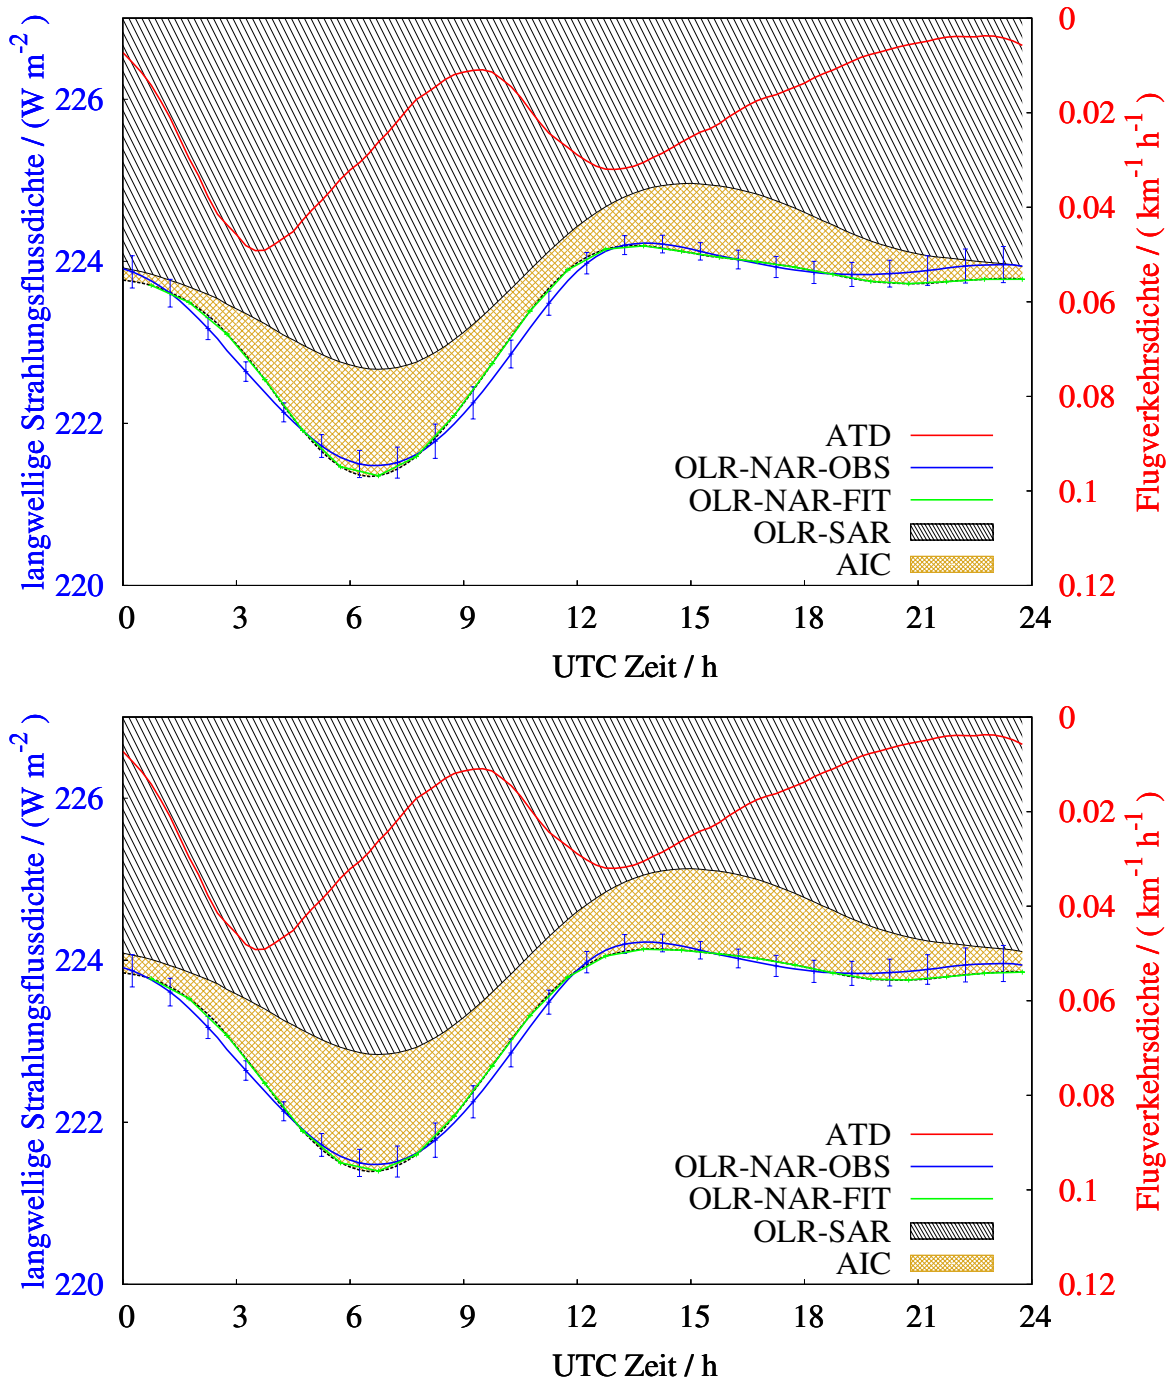 langwellige Strahlungsflussdichte / (W m⁻² )
226
224
222
220
0 3 6 9 12 15 18 21 24
UTC Zeit / h
0
0.02
0.04
0.06
0.08
0.1
0.12
Flugverkehrsdichte / ( km⁻¹ h⁻¹ )
ATD
OLR-NAR-OBS
OLR-NAR-FIT
OLR-SAR
AIC
langwellige Strahlungsflussdichte / (W m⁻² )
226
224
222
220
0 3 6 9 12 15 18 21 24
UTC Zeit / h
0
0.02
0.04
0.06
0.08
0.1
0.12
Flugverkehrsdichte / ( km⁻¹ h⁻¹ )
ATD
OLR-NAR-OBS
OLR-NAR-FIT
OLR-SAR
AIC